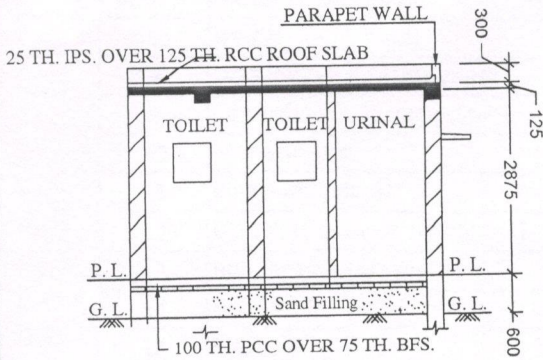 PARAPET WALL
300
25 TH. IPS. OVER 125 TH. RCC ROOF SLAB
125
TOILET TOILET URINAL
2875
P. L. P. L.
G. L. Sand Filling G. L.
600
100 TH. PCC OVER 75 TH. BFS.